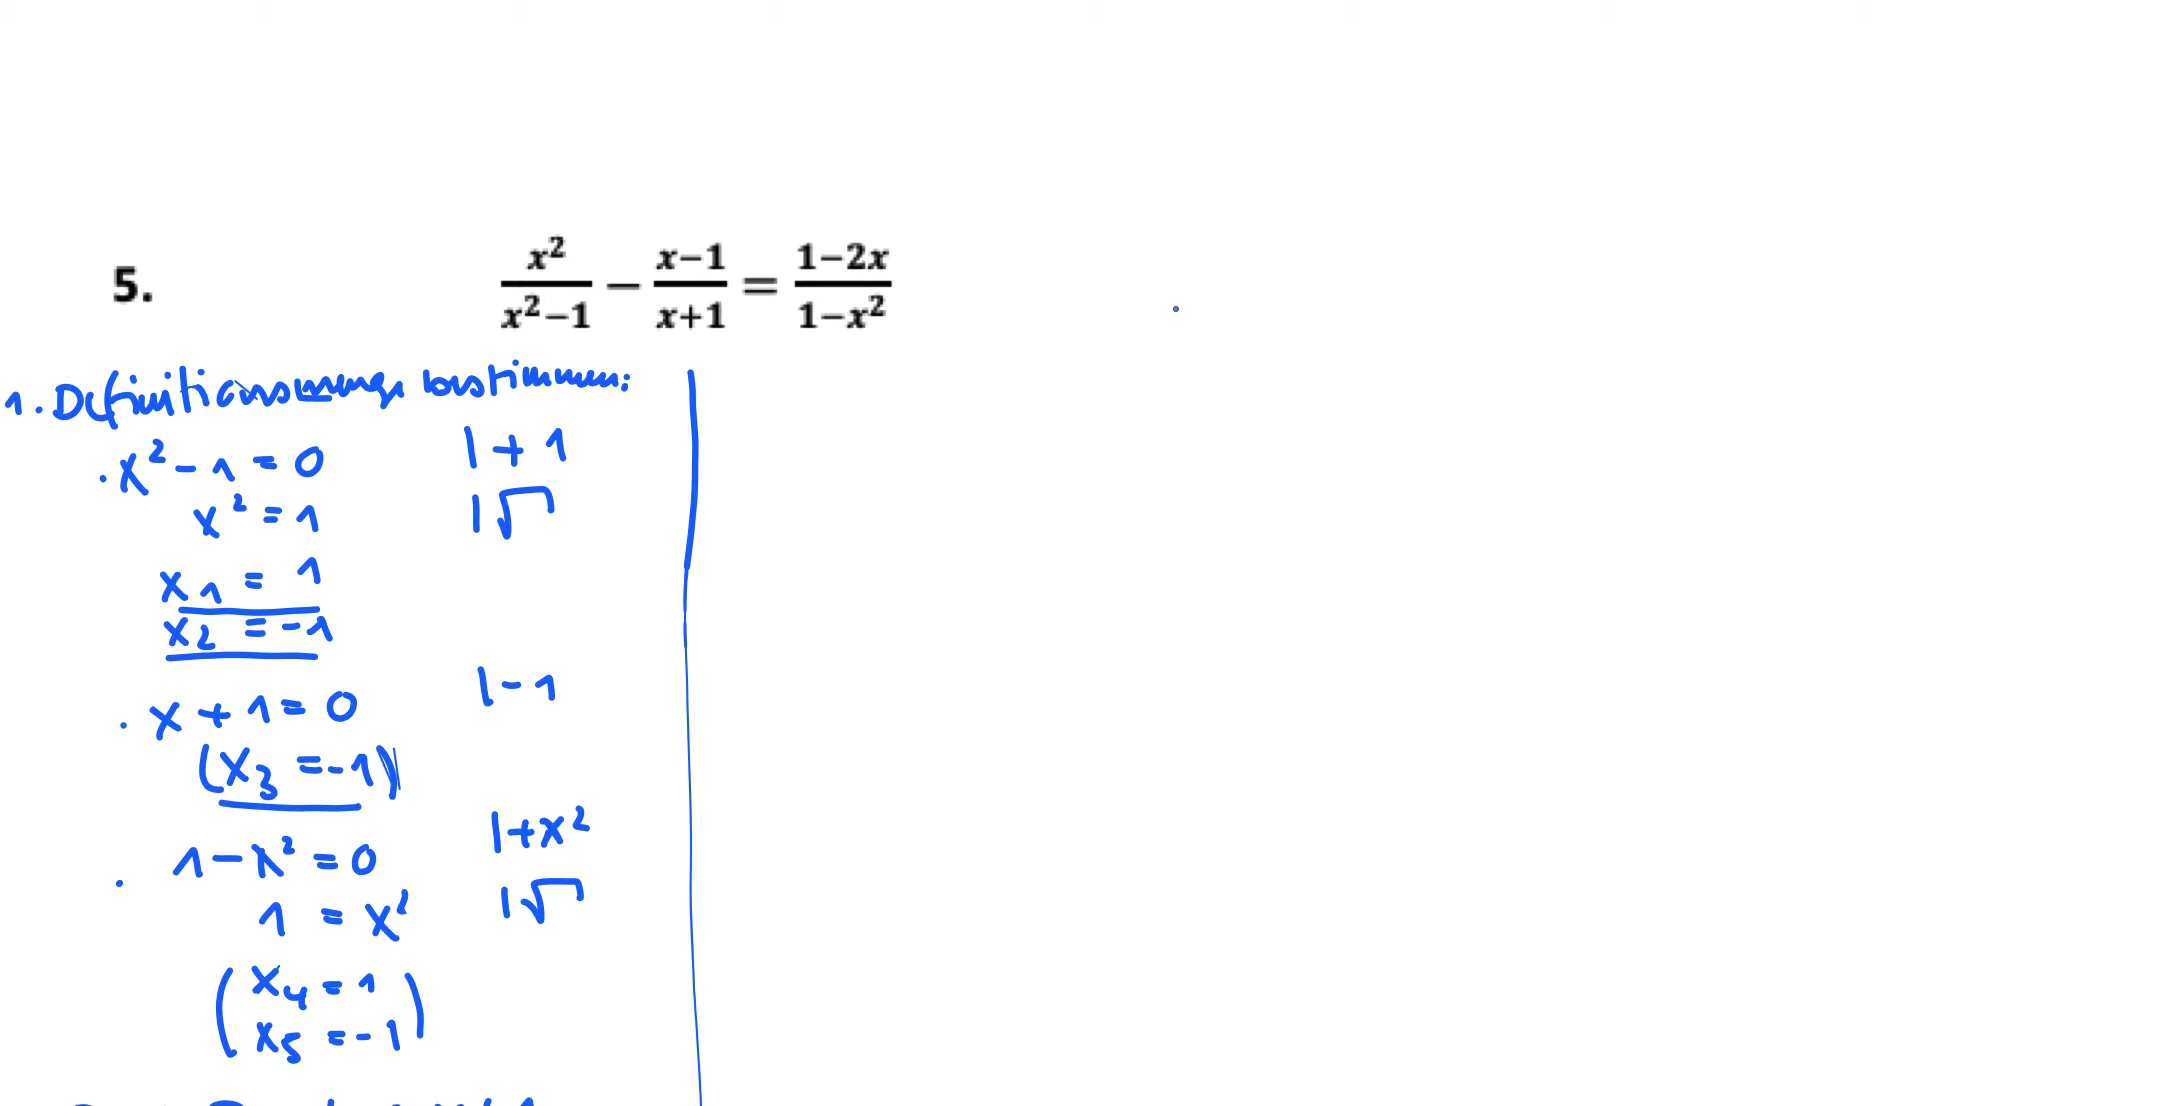 5. x²/(x²−1) − (x−1)/(x+1) = (1−2x)/(1−x²)
1. Definitionsmenge bestimmen:
· x² - 1 = 0 | + 1
x² = 1 | √
x₁ = 1
x₂ = -1
· x + 1 = 0 | - 1
(x₃ = -1)
· 1 - x² = 0 | + x²
1 = x² | √
(x₄ = 1
x₅ = -1)